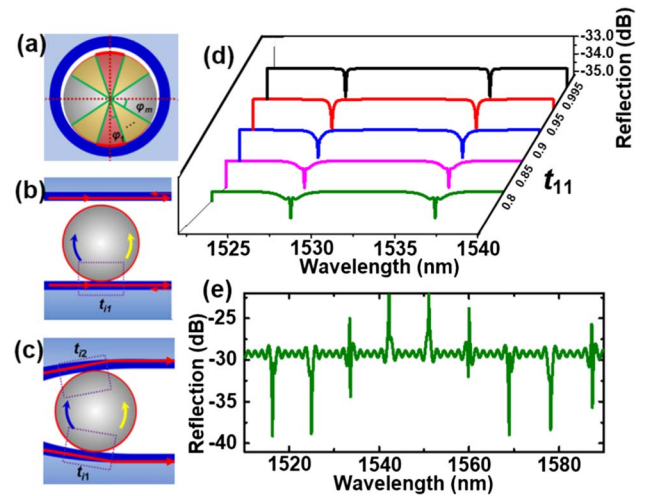 (a)
φm
φ1
...
(b)
ti1
(c)
ti2
ti1
(d)
-33.0
-34.0
-35.0
Reflection (dB)
0.995
0.95
0.9
0.85
0.8
t11
1525 1530 1535 1540
Wavelength (nm)
(e)
-25
-30
-35
-40
Reflection (dB)
1520 1540 1560 1580
Wavelength (nm)